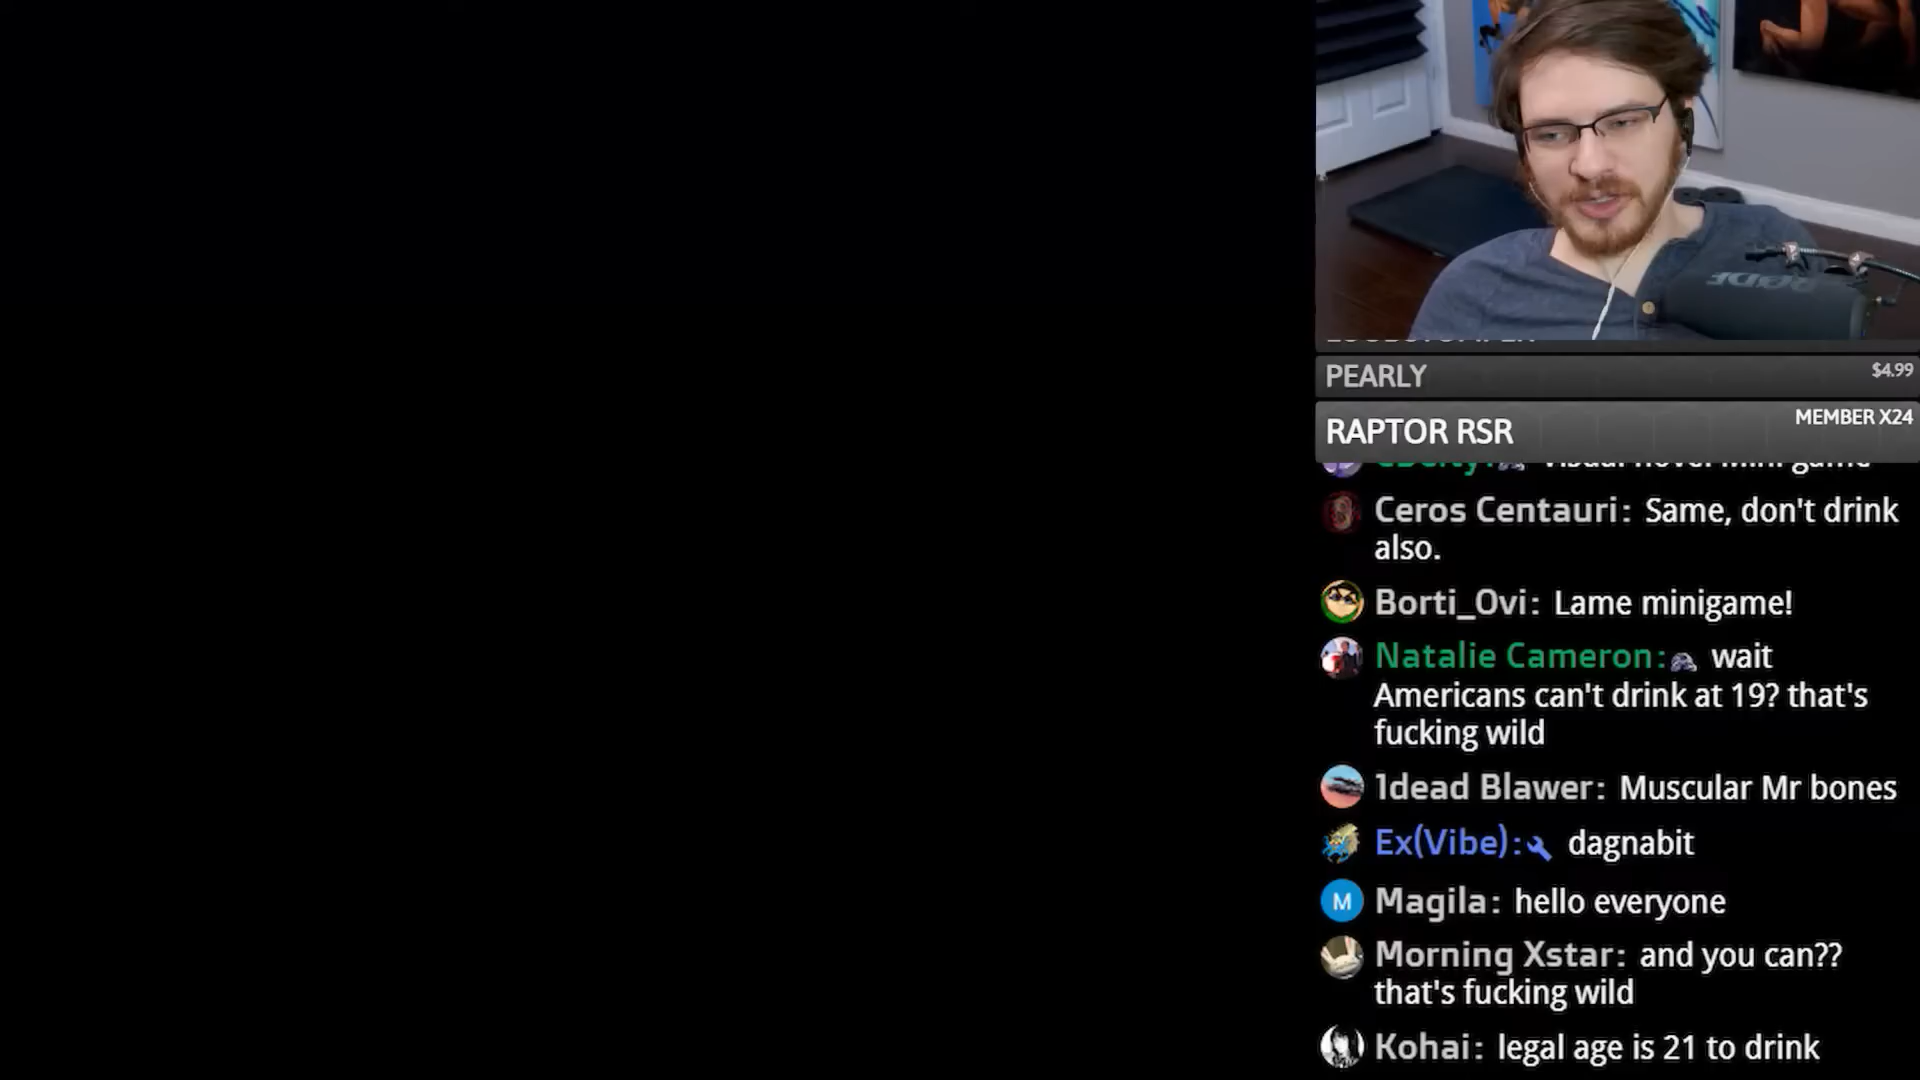 PEARLY $4.99
MEMBER X24
RAPTOR RSR
Ceros Centauri: Same, don't drink
also.
Borti_Ovi: Lame minigame!
Natalie Cameron: wait
Americans can't drink at 19? that's
fucking wild
1dead Blawer: Muscular Mr bones
Ex(Vibe): dagnabit
M Magila: hello everyone
Morning Xstar: and you can??
that's fucking wild
Kohai: legal age is 21 to drink